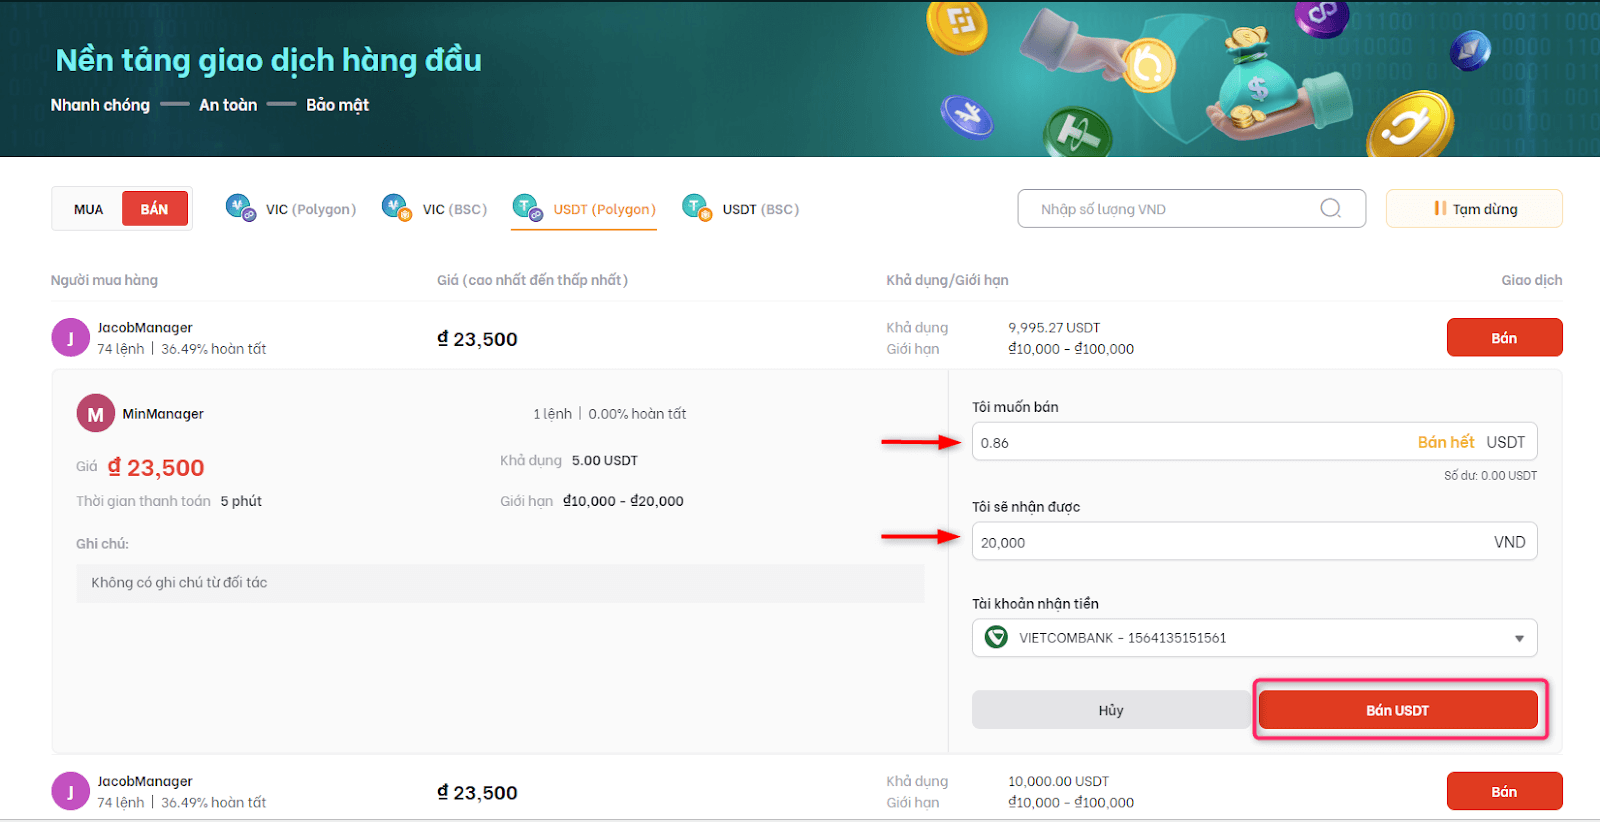 Nền tảng giao dịch hàng đầu
Nhanh chóng — An toàn — Bảo mật
MUA BÁN VIC (Polygon) VIC (BSC) USDT (Polygon) USDT (BSC) Nhập số lượng VND Tạm dừng
Người mua hàng Giá (cao nhất đến thấp nhất) Khả dụng/Giới hạn Giao dịch
J JacobManager ₫ 23,500 Khả dụng 9,995.27 USDT Bán
74 lệnh | 36.49% hoàn tất Giới hạn ₫10,000 - ₫100,000
M MinManager 1 lệnh | 0.00% hoàn tất
Giá ₫ 23,500 Khả dụng 5.00 USDT
Thời gian thanh toán 5 phút Giới hạn ₫10,000 - ₫20,000
Ghi chú:
Không có ghi chú từ đối tác
Tôi muốn bán
0.86 Bán hết USDT
Số dư: 0.00 USDT
Tôi sẽ nhận được
20,000 VND
Tài khoản nhận tiền
VIETCOMBANK - 1564135151561
Hủy Bán USDT
J JacobManager ₫ 23,500 Khả dụng 10,000.00 USDT Bán
74 lệnh | 36.49% hoàn tất Giới hạn ₫10,000 - ₫100,000